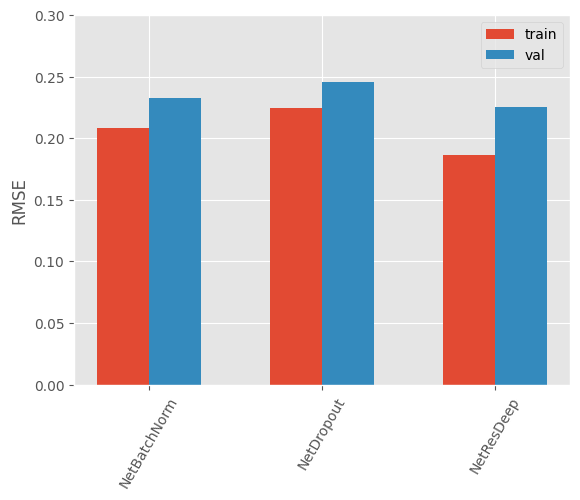 0.30
0.25
0.20
0.15
0.10
0.05
0.00
RMSE
train
val
NetBatchNorm
NetDropout
NetResDeep